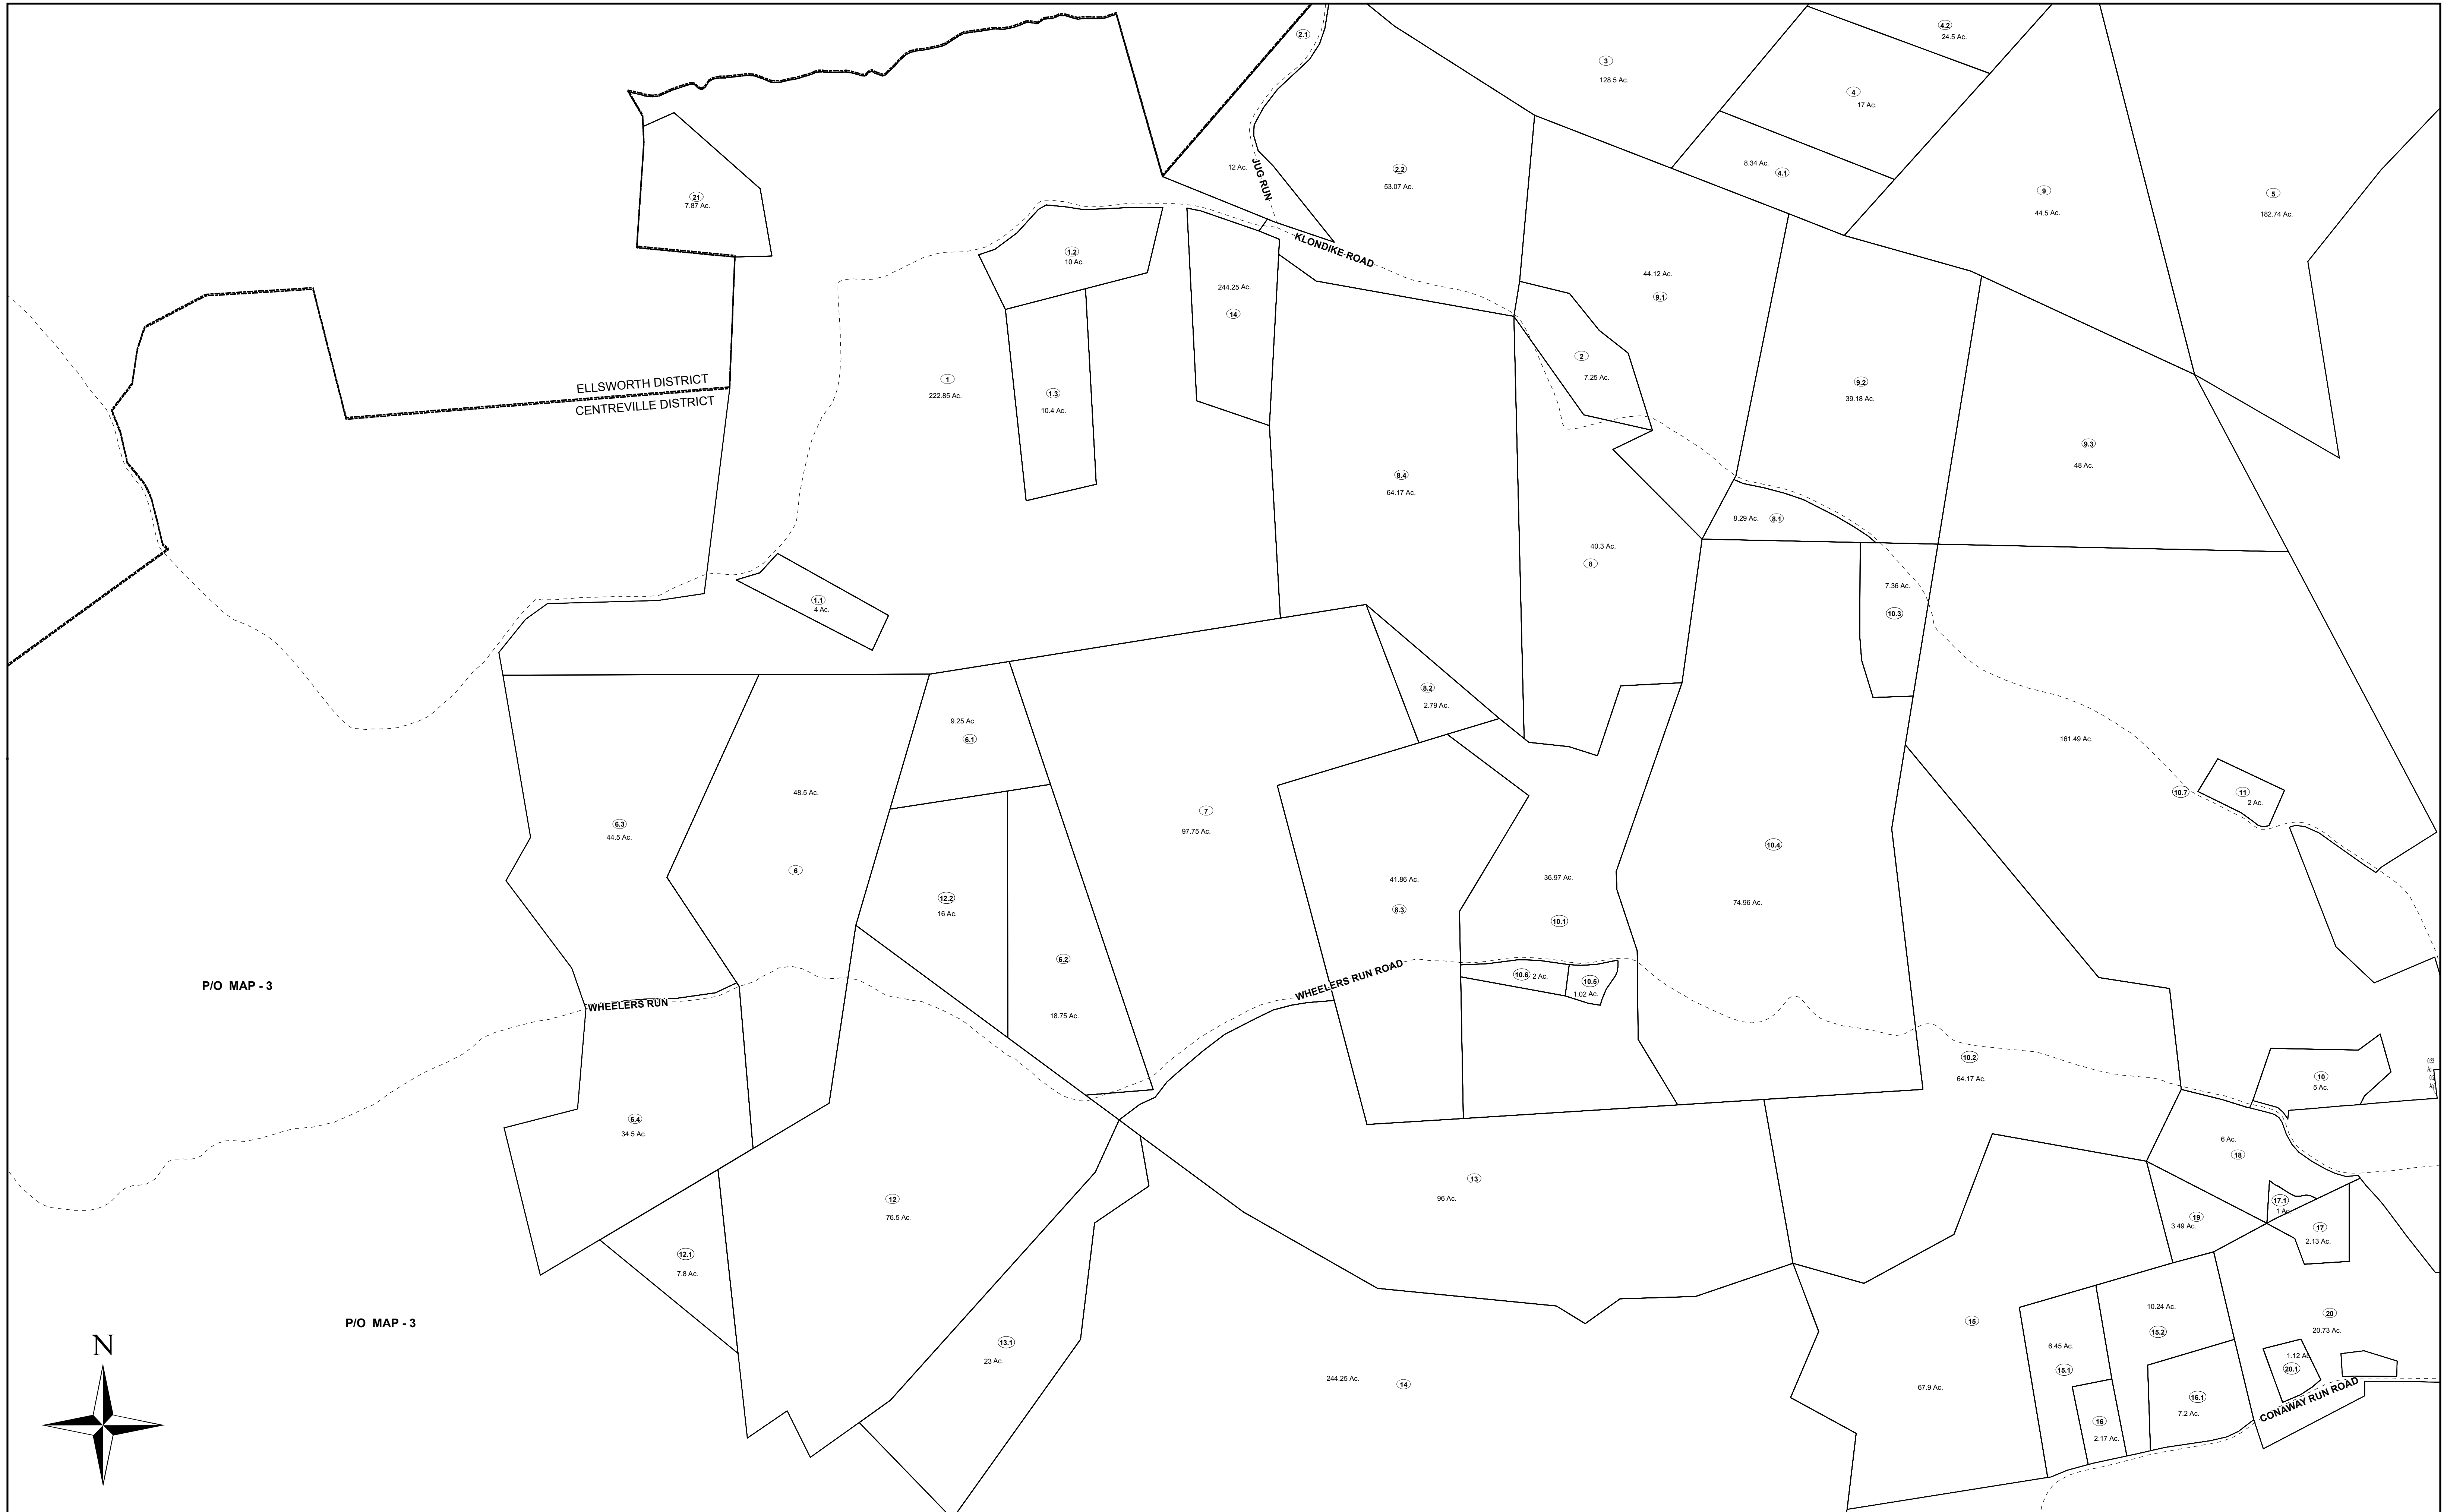 2.1
4.2
24.5 Ac.
3
128.5 Ac.
4
17 Ac.
8.34 Ac.
4.1
12 Ac.
JUG RUN
2.2
53.07 Ac.
9
44.5 Ac.
5
182.74 Ac.
21
7.87 Ac.
KLONDIKE ROAD
1.2
10 Ac.
244.25 Ac.
14
44.12 Ac.
9.1
2
7.25 Ac.
ELLSWORTH DISTRICT
CENTREVILLE DISTRICT
1
222.85 Ac.
1.3
10.4 Ac.
9.2
39.18 Ac.
9.3
48 Ac.
8.4
64.17 Ac.
8.29 Ac.
8.1
40.3 Ac.
8
7.36 Ac.
10.3
1.1
4 Ac.
8.2
2.79 Ac.
9.25 Ac.
6.1
161.49 Ac.
10.7
11
2 Ac.
48.5 Ac.
6
6.3
44.5 Ac.
7
97.75 Ac.
10.4
74.96 Ac.
41.86 Ac.
8.3
36.97 Ac.
10.1
12.2
16 Ac.
6.2
18.75 Ac.
P/O MAP - 3
WHEELERS RUN
WHEELERS RUN ROAD
10.6
2 Ac.
10.5
1.02 Ac.
10.2
64.17 Ac.
10
5 Ac.
6.4
34.5 Ac.
6 Ac.
18
13
96 Ac.
12
76.5 Ac.
17.1
1 Ac.
19
3.49 Ac.
17
2.13 Ac.
12.1
7.8 Ac.
P/O MAP - 3
N
13.1
23 Ac.
244.25 Ac.
14
15
67.9 Ac.
6.45 Ac.
15.1
10.24 Ac.
15.2
20
20.73 Ac.
1.12 Ac.
20.1
16
2.17 Ac.
16.1
7.2 Ac.
CONAWAY RUN ROAD